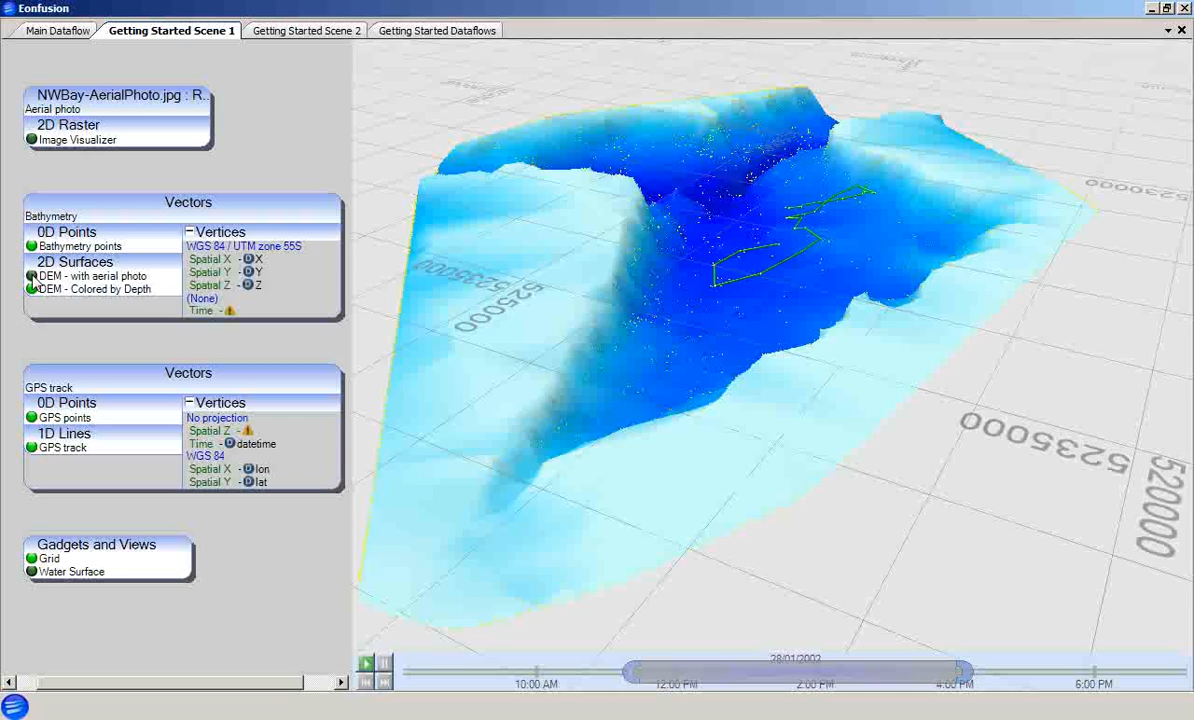 Eonfusion
Main Dataflow
Getting Started Scene 1
Getting Started Scene 2
Getting Started Dataflows
NWBay-AerialPhoto.jpg : R..
Aerial photo
2D Raster
Image Visualizer
Vectors
Bathymetry
0D Points
Bathymetry points
2D Surfaces
DEM - with aerial photo
DEM - Colored by Depth
Vertices
WGS 84 / UTM zone 55S
Spatial X - D X
Spatial Y - D Y
Spatial Z - D Z
(None)
Time -
Vectors
GPS track
0D Points
GPS points
1D Lines
GPS track
Vertices
No projection
Spatial Z -
Time - D datetime
WGS 84
Spatial X - D lon
Spatial Y - D lat
Gadgets and Views
Grid
Water Surface
5230000
5235000
525000
5235000
520000
28/01/2002
10:00 AM
12:00 PM
2:00 PM
4:00 PM
6:00 PM